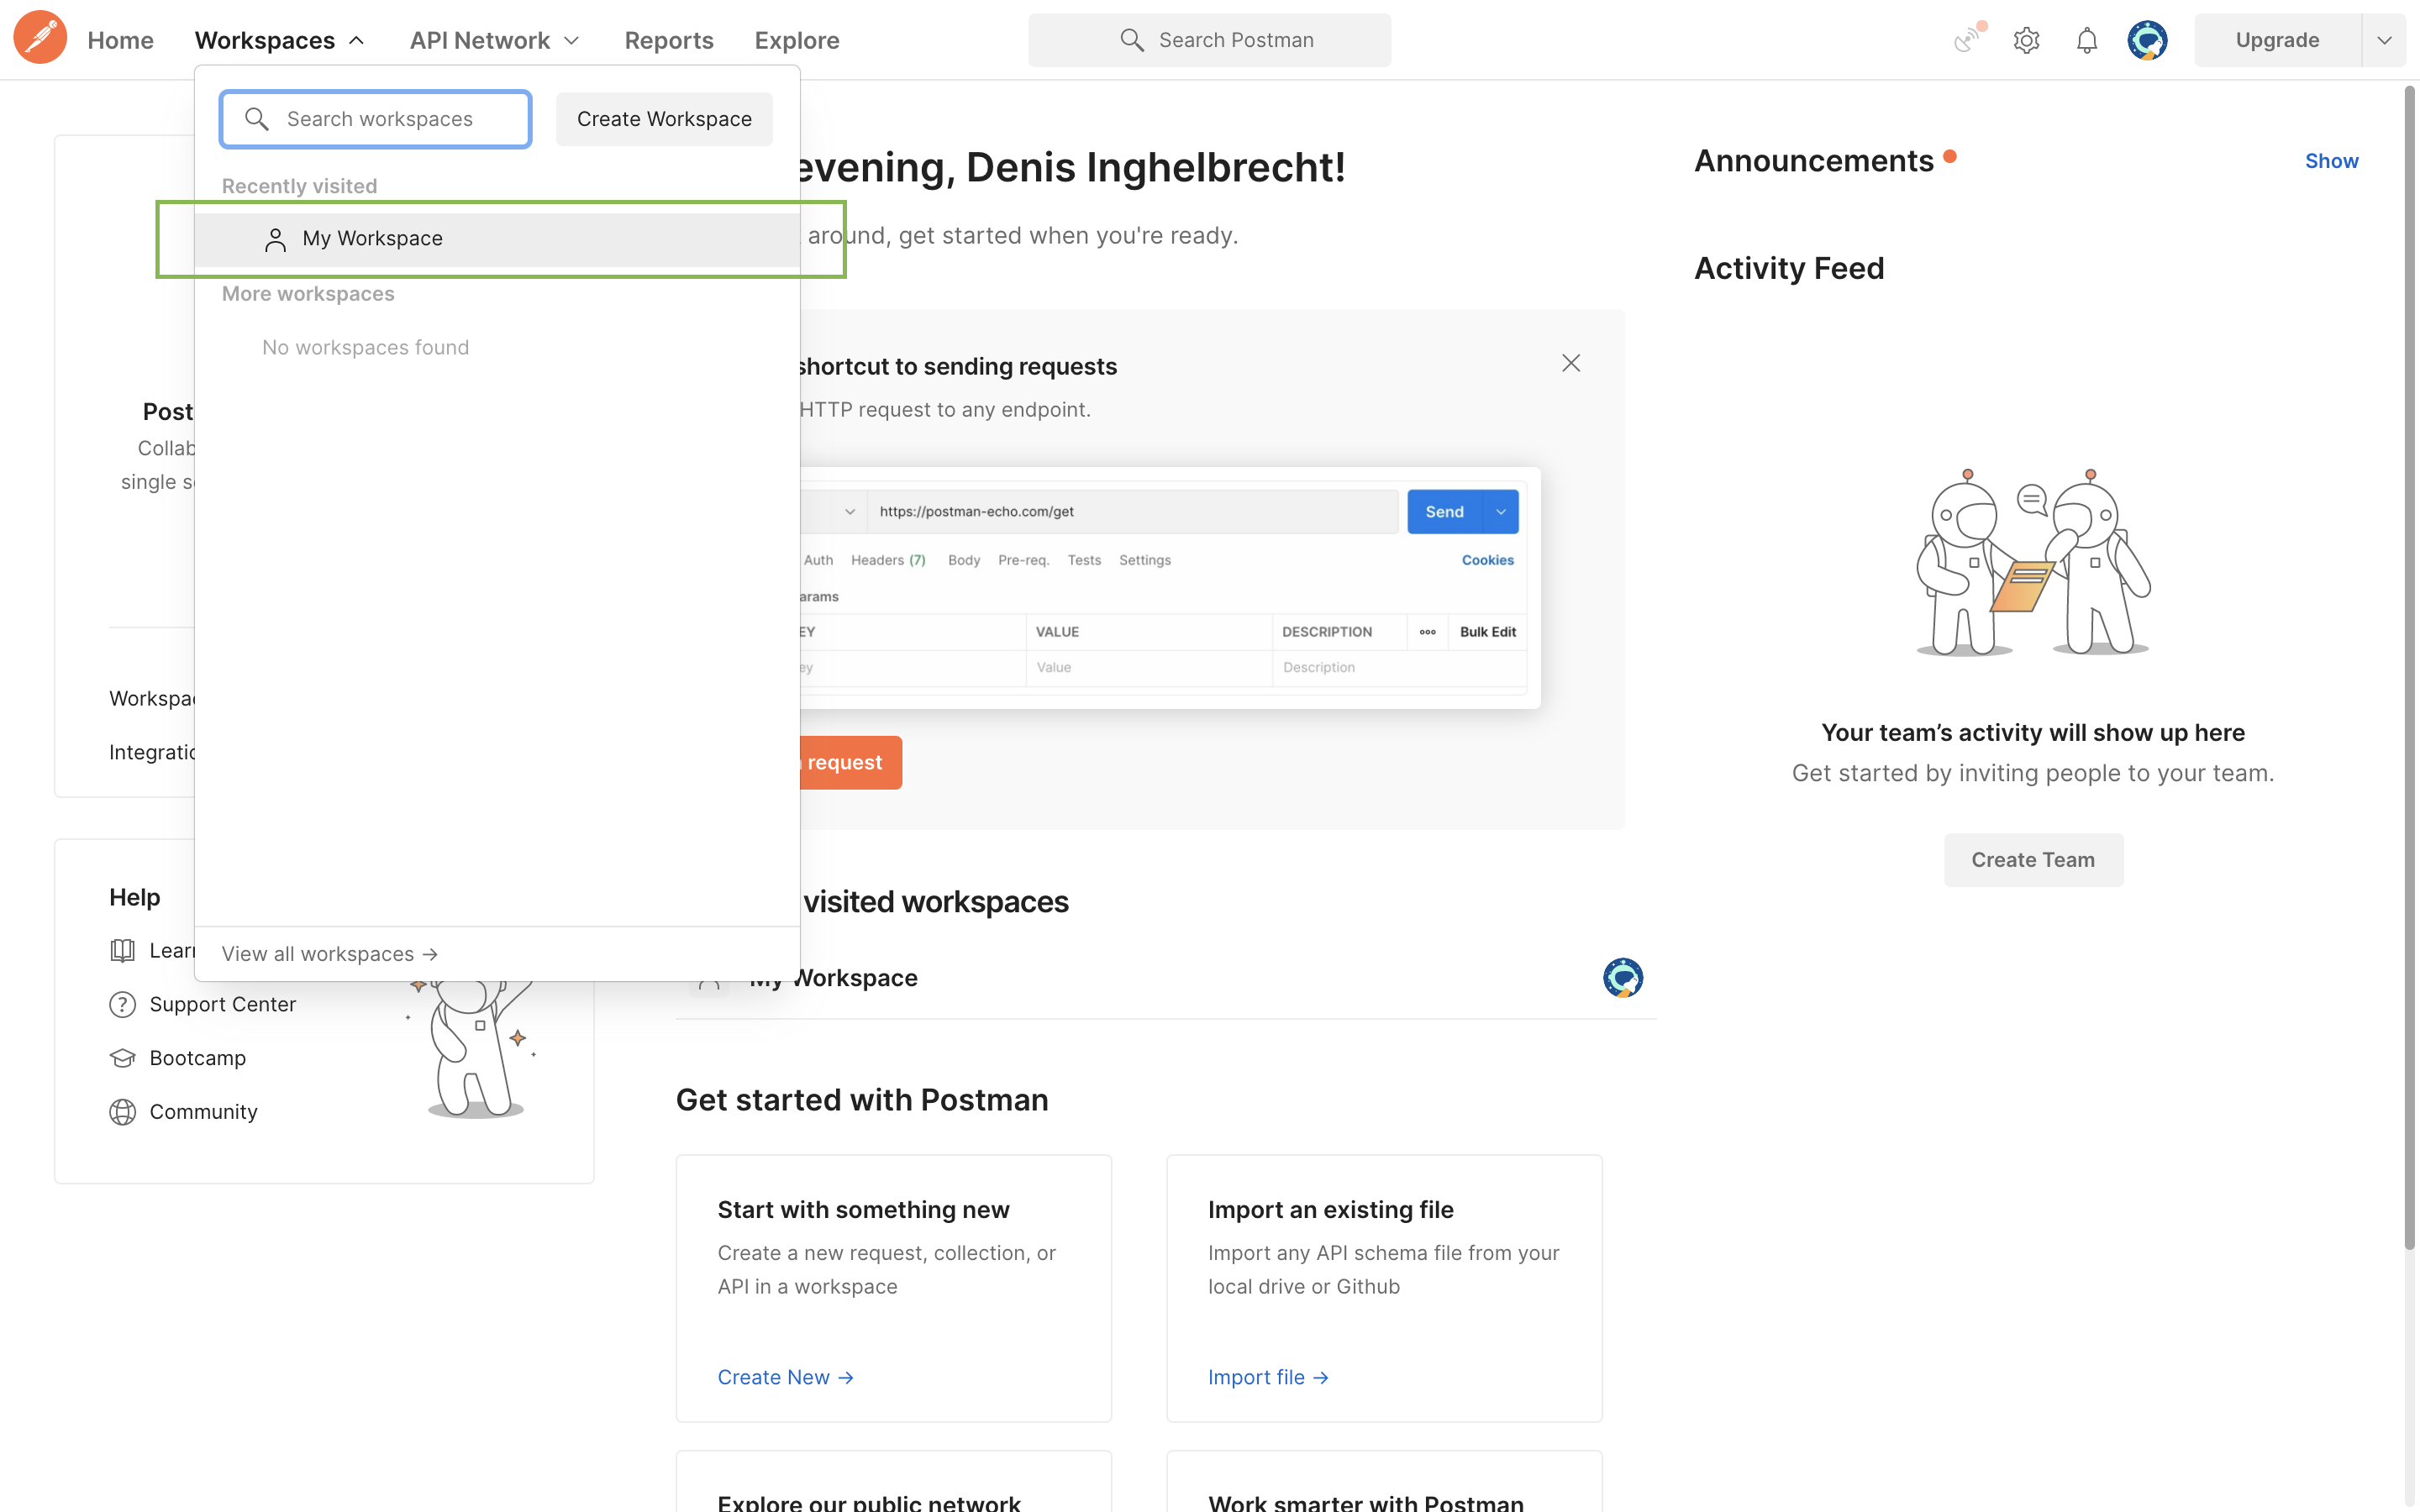 Home
Workspaces
API Network
Reports
Explore
Search Postman
Upgrade
Search workspaces
Create Workspace
Recently visited
My Workspace
More workspaces
No workspaces found
View all workspaces →
evening, Denis Inghelbrecht!
around, get started when you're ready.
Announcements
Show
Activity Feed
shortcut to sending requests
HTTP request to any endpoint.
https://postman-echo.com/get
Send
Auth
Headers (7)
Body
Pre-req.
Tests
Settings
Cookies
arams
EY
VALUE
DESCRIPTION
Bulk Edit
ey
Value
Description
request
Post
Collab
single s
Workspa
Integratio
Your team’s activity will show up here
Get started by inviting people to your team.
Create Team
Help
Lear
Support Center
Bootcamp
Community
visited workspaces
My Workspace
Get started with Postman
Start with something new
Create a new request, collection, or
API in a workspace
Create New →
Import an existing file
Import any API schema file from your
local drive or Github
Import file →
Explore our public network
Work smarter with Postman